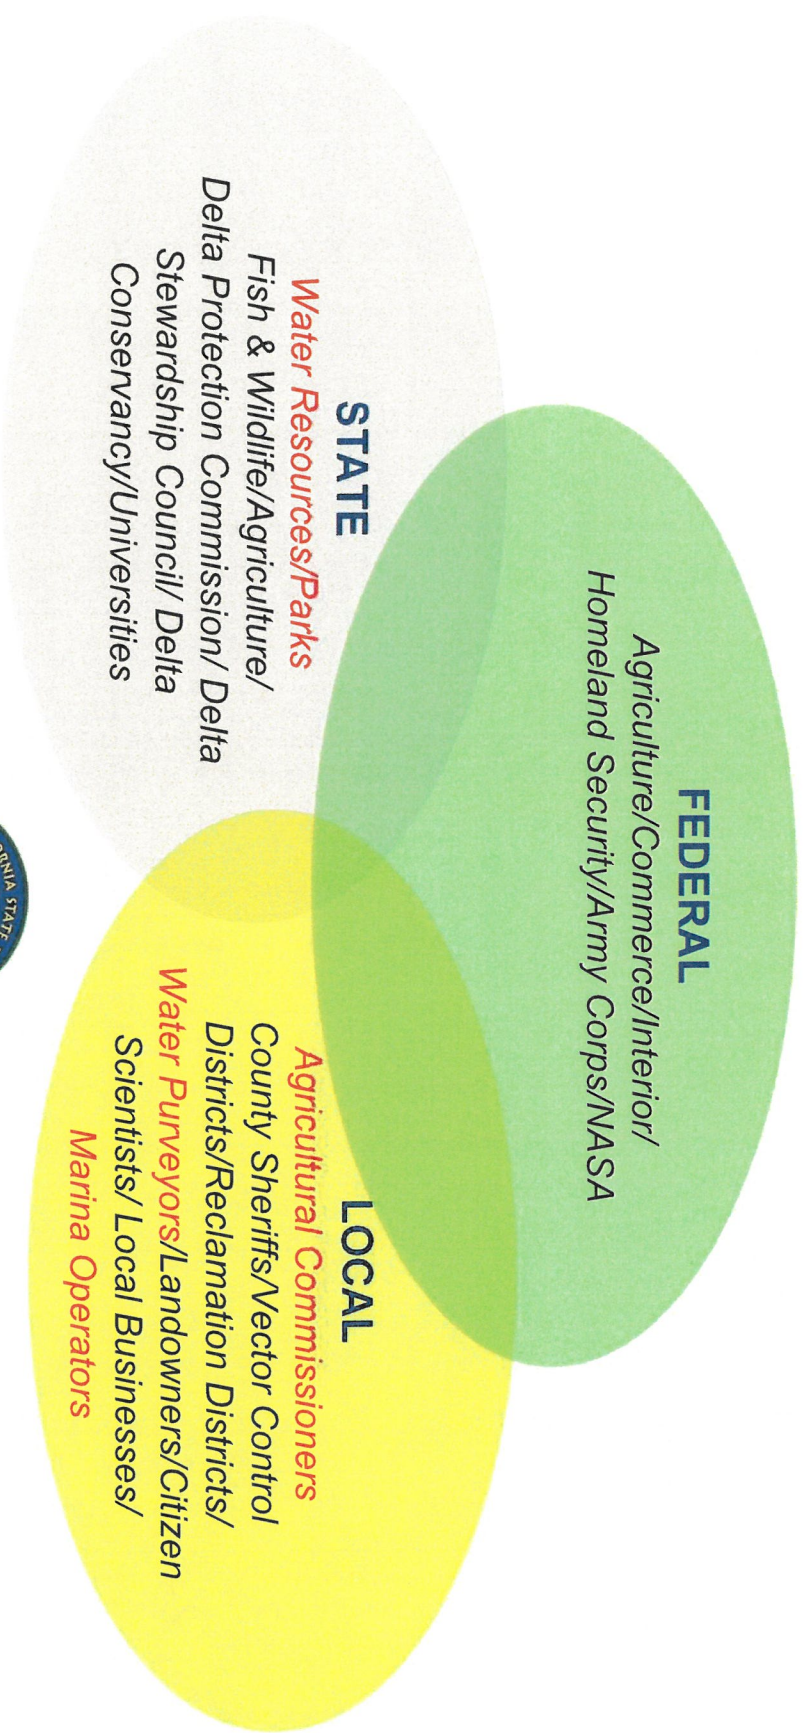 FEDERAL
Agriculture/Commerce/Interior/
Homeland Security/Army Corps/NASA
STATE
Water Resources/Parks
Fish & Wildlife/Agriculture/
Delta Protection Commission/ Delta
Stewardship Council/ Delta
Conservancy/Universities
LOCAL
Agricultural Commissioners
County Sheriffs/Vector Control
Districts/Reclamation Districts/
Water Purveyors/Landowners/Citizen
Scientists/ Local Businesses/
Marina Operators
STATE